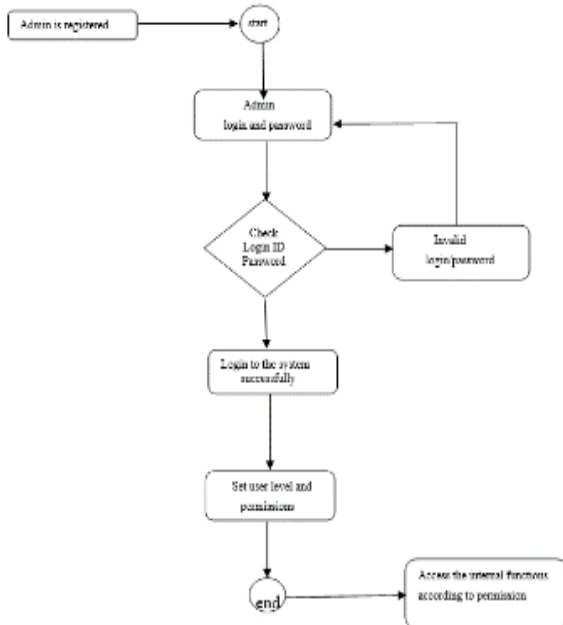 Admin is registered
start
Admin
login and password
Check
Login ID
Password
Invalid
login/password
Login to the system
successfully
Set user level and
permissions
end
Access the internal functions
according to permission